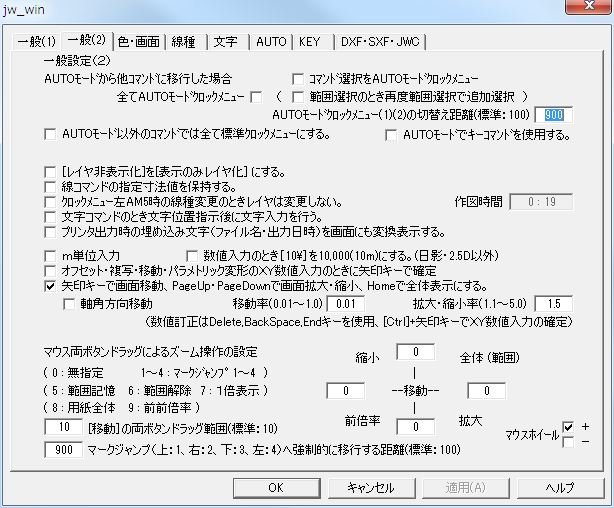 jw_win
一般(1) 一般(2) 色・画面 線種 文字 AUTO KEY DXF・SXF・JWC
一般設定(2)
AUTOモードから他コマンドに移行した場合 コマンド選択をAUTOモードクロックメニュー
全てAUTOモードクロックメニュー ( 範囲選択のとき再度範囲選択で追加選択 )
AUTOモードクロックメニュー(1)(2)の切替え距離(標準:100) 900
AUTOモード以外のコマンドでは全て標準クロックメニューにする。 AUTOモードでキーコマンドを使用する。
[レイヤ非表示化]を[表示のみレイヤ化]にする。
線コマンドの指定寸法値を保持する。
クロックメニュー左AM5時の線種変更のときレイヤは変更しない。 作図時間 0:19
文字コマンドのとき文字位置指示後に文字入力を行う。
プリンタ出力時の埋め込み文字(ファイル名・出力日時)を画面にも変換表示する。
m単位入力 数値入力のとき[10¥]を10,000(10m)にする。(日影・2.5D以外)
オフセット・複写・移動・パラメトリック変形のXY数値入力のときに矢印キーで確定
矢印キーで画面移動、PageUp・PageDownで画面拡大・縮小、Homeで全体表示にする。
軸角方向移動 移動率(0.01~1.0) 0.01 拡大・縮小率(1.1~5.0) 1.5
(数値訂正はDelete,BackSpace,Endキーを使用、[Ctrl]+矢印キーでXY数値入力の確定)
マウス両ボタンドラッグによるズーム操作の設定 縮小 0 全体(範囲)
( 0:無指定 1~4:マークジャンプ1~4 )
( 5:範囲記憶 6:範囲解除 7:1倍表示 ) 0 --移動-- 0
( 8:用紙全体 9:前前倍率 )
10 [移動]の両ボタンドラッグ範囲(標準:10) 前倍率 0 拡大 マウスホイール + -
900 マークジャンプ(上:1、右:2、下:3、左:4)へ強制的に移行する距離(標準:100)
OK キャンセル 適用(A) ヘルプ